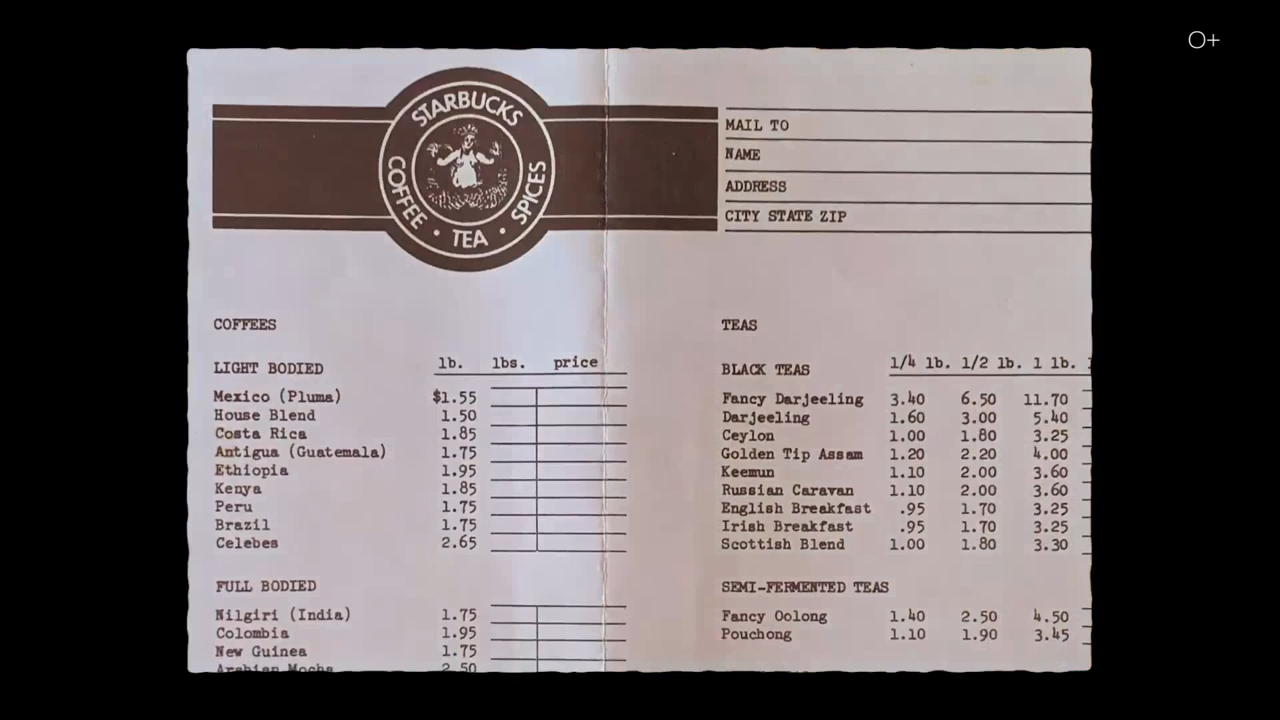 O+
STARBUCKS
COFFEE • TEA • SPICES
MAIL TO
NAME
ADDRESS
CITY STATE ZIP
COFFEES
LIGHT BODIED lb. lbs. price
Mexico (Pluma) $1.55
House Blend 1.50
Costa Rica 1.85
Antigua (Guatemala) 1.75
Ethiopia 1.95
Kenya 1.85
Peru 1.75
Brazil 1.75
Celebes 2.65
FULL BODIED
Nilgiri (India) 1.75
Colombia 1.95
New Guinea 1.75
Arabian Mocha 2.50
TEAS
BLACK TEAS 1/4 lb. 1/2 lb. 1 lb.
Fancy Darjeeling 3.40 6.50 11.70
Darjeeling 1.60 3.00 5.40
Ceylon 1.00 1.80 3.25
Golden Tip Assam 1.20 2.20 4.00
Keemun 1.10 2.00 3.60
Russian Caravan 1.10 2.00 3.60
English Breakfast .95 1.70 3.25
Irish Breakfast .95 1.70 3.25
Scottish Blend 1.00 1.80 3.30
SEMI-FERMENTED TEAS
Fancy Oolong 1.40 2.50 4.50
Pouchong 1.10 1.90 3.45